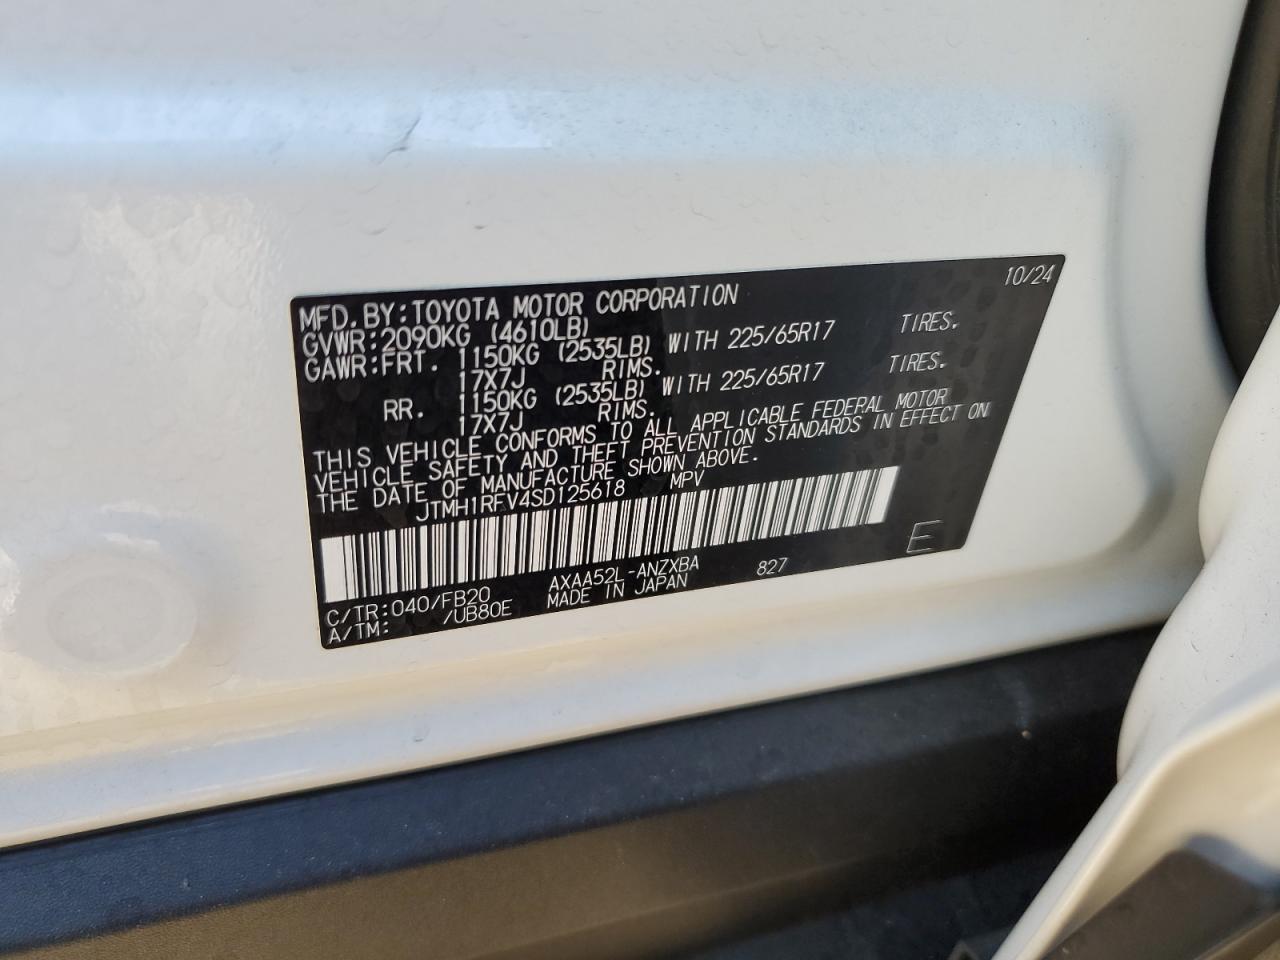 10/24
MFD.BY:TOYOTA MOTOR CORPORATION
GVWR:2090KG (4610LB)
GAWR:FRT. 1150KG (2535LB) WITH 225/65R17 TIRES.
17X7J RIMS.
RR. 1150KG (2535LB) WITH 225/65R17 TIRES.
17X7J RIMS.
THIS VEHICLE CONFORMS TO ALL APPLICABLE FEDERAL MOTOR
VEHICLE SAFETY AND THEFT PREVENTION STANDARDS IN EFFECT ON
THE DATE OF MANUFACTURE SHOWN ABOVE.
JTMH1RFV4SD125618 MPV
E
C/TR:040/FB20 AXAA52L-ANZXBA 827
A/TM: /UB80E MADE IN JAPAN